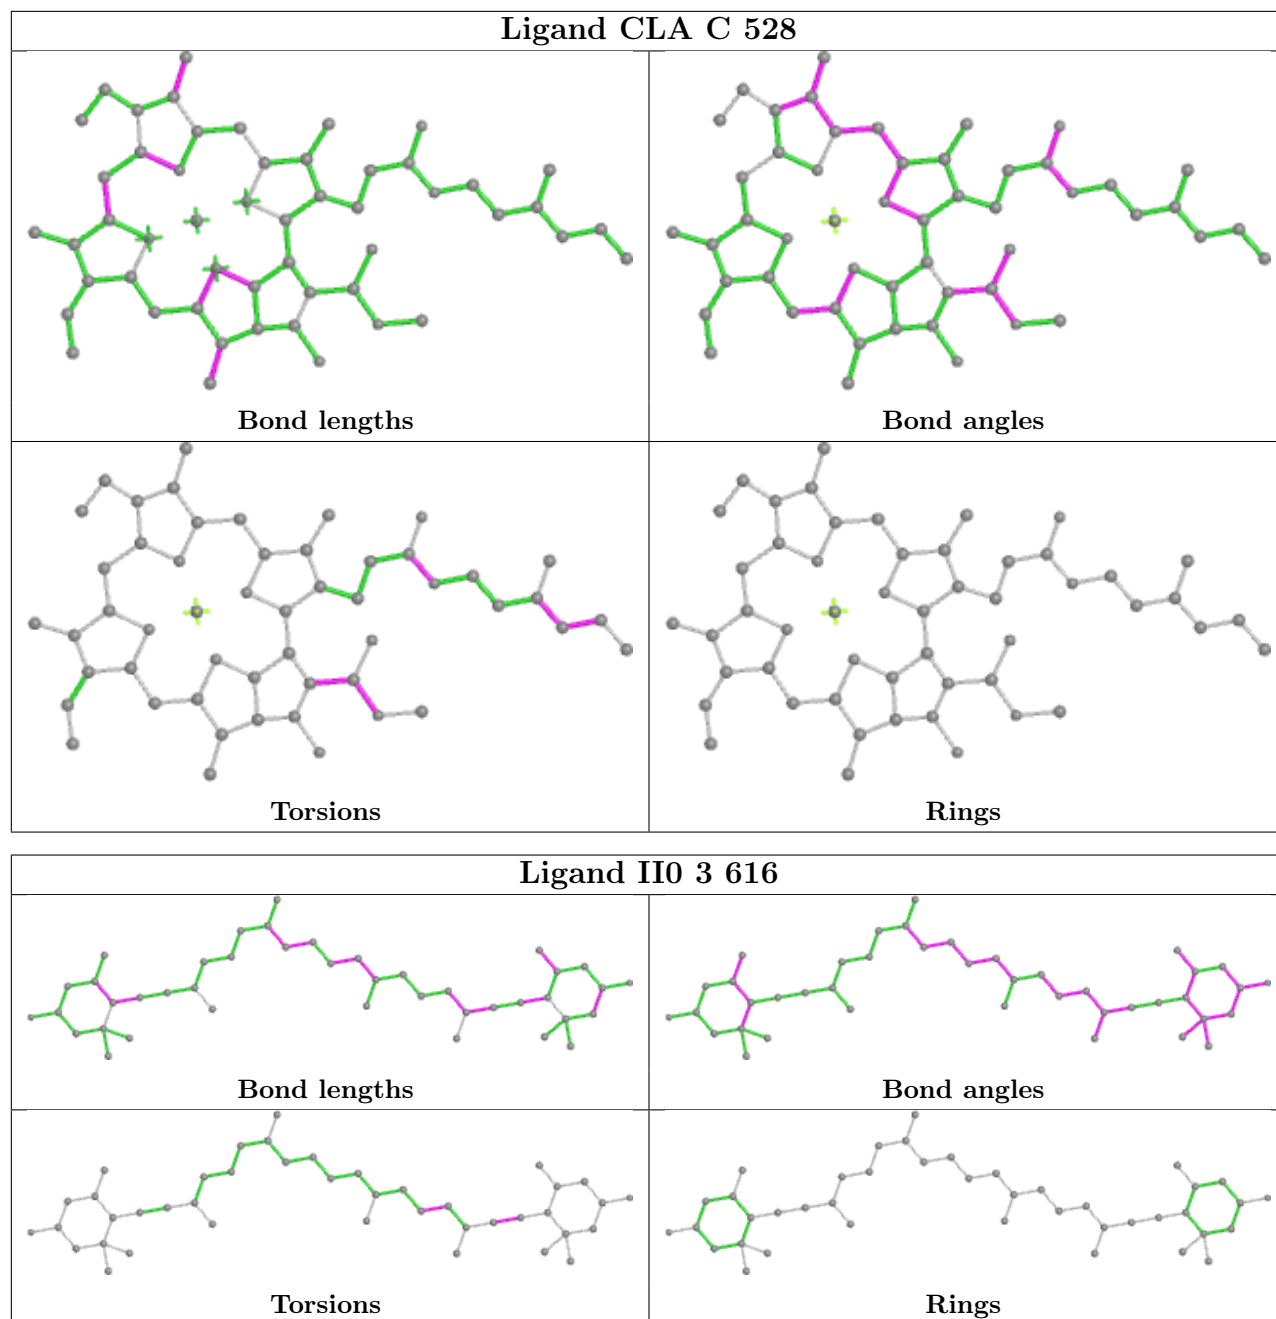 Ligand CLA C 528
Bond lengths
Bond angles
Torsions
Rings
Ligand II0 3 616
Bond lengths
Bond angles
Torsions
Rings